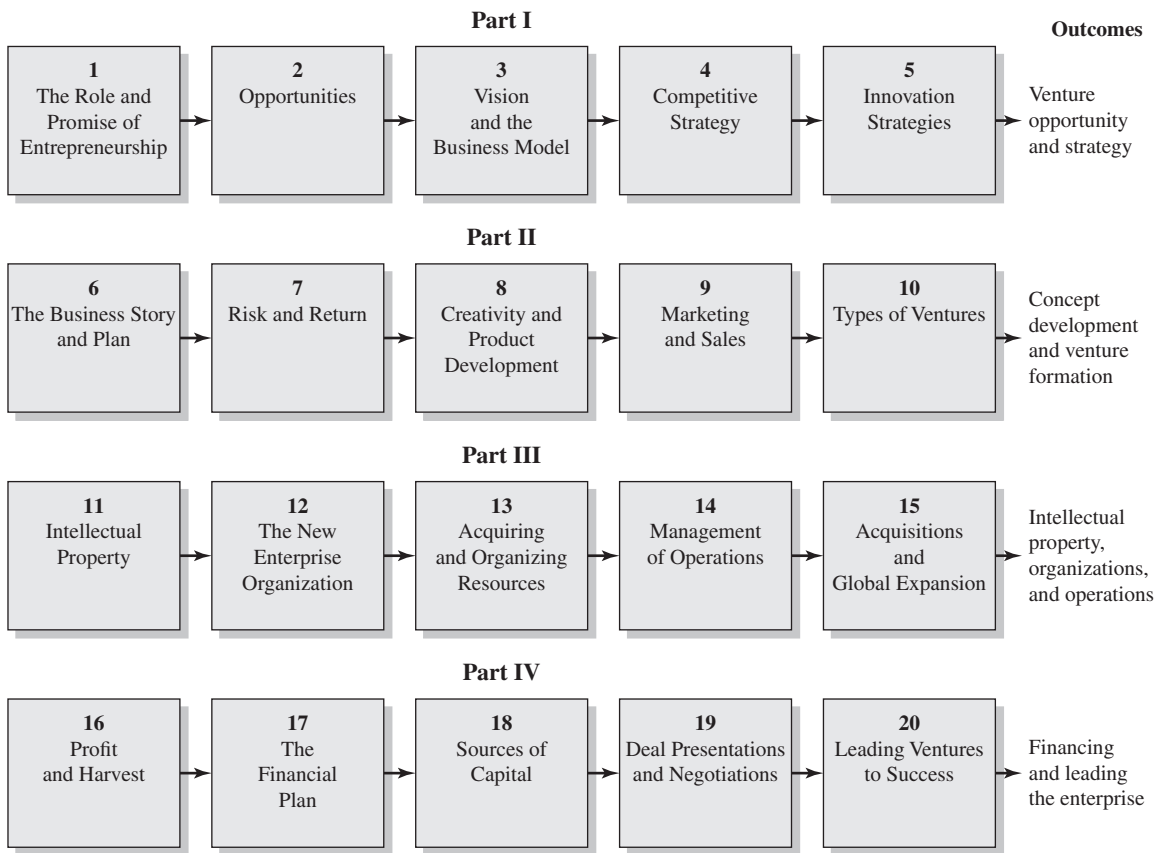 Part I
Outcomes
1
The Role and
Promise of
Entrepreneurship
2
Opportunities
3
Vision
and the
Business Model
4
Competitive
Strategy
5
Innovation
Strategies
Venture
opportunity
and strategy
Part II
6
The Business Story
and Plan
7
Risk and Return
8
Creativity and
Product
Development
9
Marketing
and Sales
10
Types of Ventures
Concept
development
and venture
formation
Part III
11
Intellectual
Property
12
The New
Enterprise
Organization
13
Acquiring
and Organizing
Resources
14
Management
of Operations
15
Acquisitions
and
Global Expansion
Intellectual
property,
organizations,
and operations
Part IV
16
Profit
and Harvest
17
The
Financial
Plan
18
Sources of
Capital
19
Deal Presentations
and Negotiations
20
Leading Ventures
to Success
Financing
and leading
the enterprise